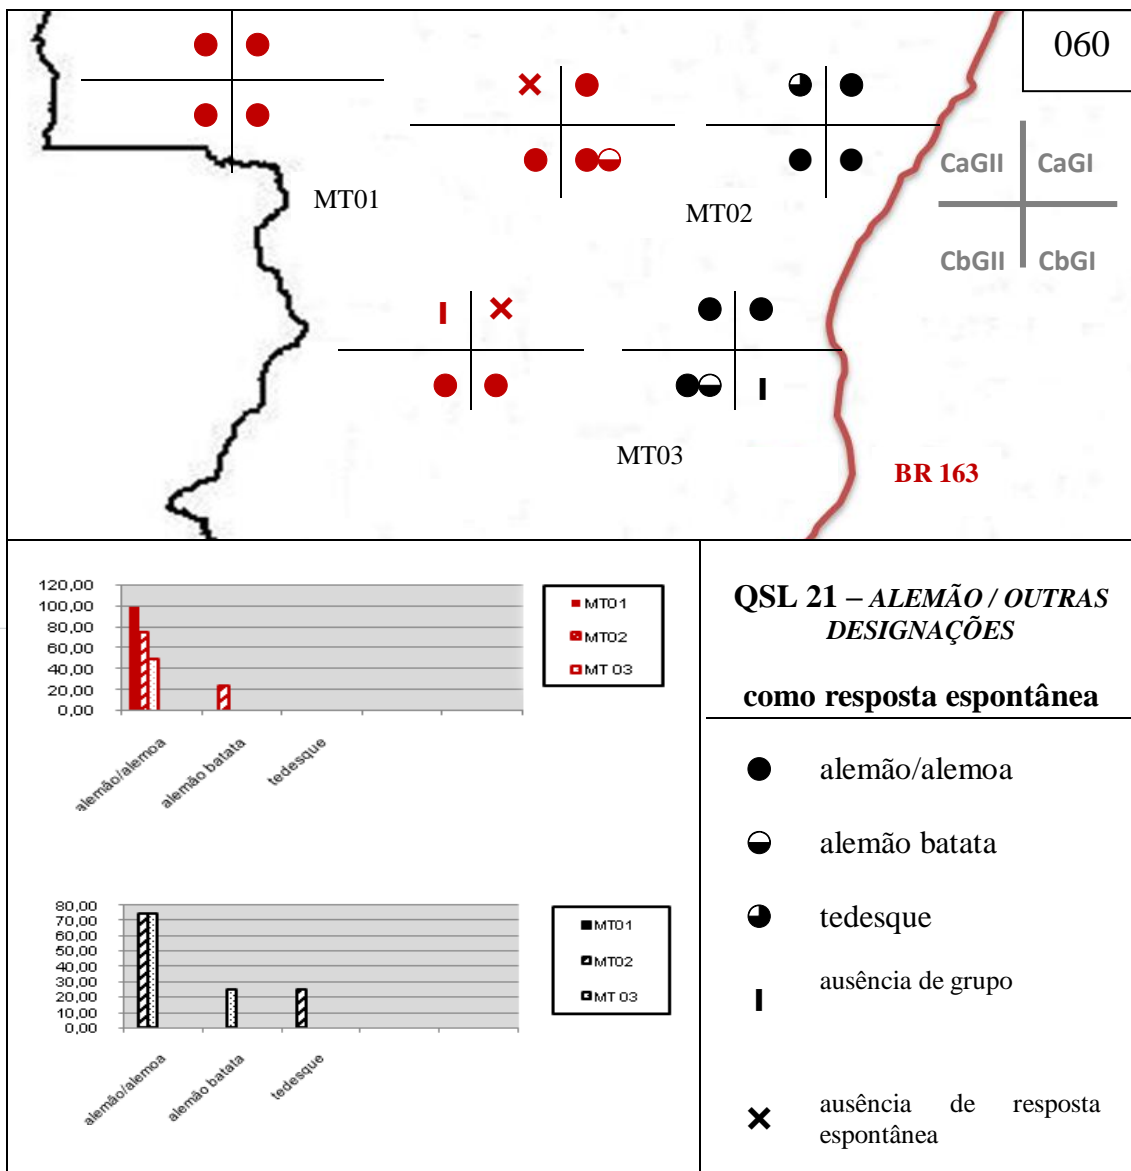 060
CaGII CaGI
CbGII CbGI
MT01
MT02
MT03
BR 163
120,00
100,00
80,00
60,00
40,00
20,00
0,00
alemão/alemoa
alemão batata
tedesque
MT01
MT02
MT 03
80,00
70,00
60,00
50,00
40,00
30,00
20,00
10,00
0,00
alemão/alemoa
alemão batata
tedesque
MT01
MT02
MT 03
QSL 21 – ALEMÃO / OUTRAS
DESIGNAÇÕES
como resposta espontânea
alemão/alemoa
alemão batata
tedesque
ausência de grupo
ausência de resposta
espontânea